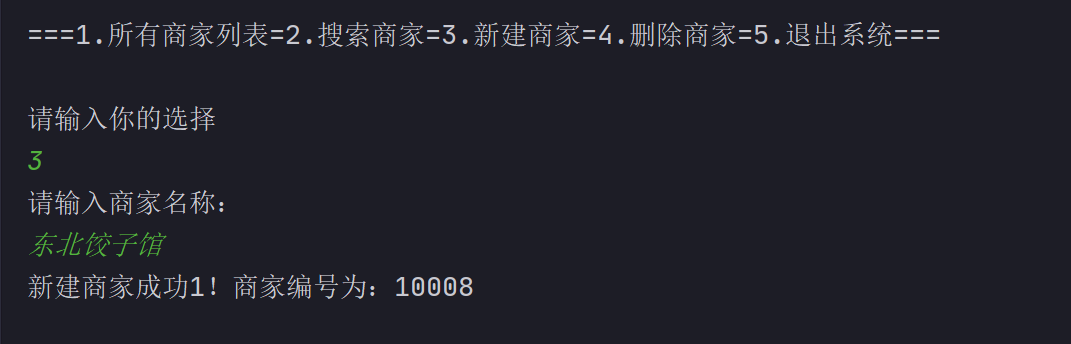 ===1.所有商家列表=2.搜索商家=3.新建商家=4.删除商家=5.退出系统===
请输入你的选择
3
请输入商家名称：
东北饺子馆
新建商家成功1！商家编号为：10008